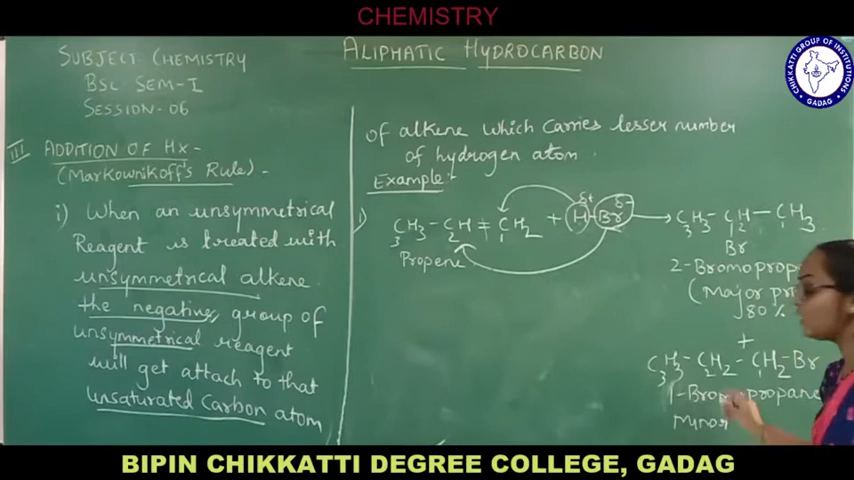 CHEMISTRY
CHIKKATTI GROUP OF INSTITUTIONS
GADAG
SUBJECT: CHEMISTRY
BSC SEM-I
SESSION-06
III ADDITION OF HX-
(Markownikoff's Rule)-
i) When an unsymmetrical
Reagent is treated with
unsymmetrical alkene
the negative group of
unsymmetrical reagent
will get attach to that
unsaturated Carbon atom
ALIPHATIC HYDROCARBON
of alkene which carries lesser number
of hydrogen atom.
Example:-
1) CH3-CH=CH2 + H-Br → CH3-CH-CH3
δ+ δ-
3 2 1 3 2 1
Br
Propene
2-Bromoprop
(Major pr
80%
+
CH3-CH2-CH2-Br
3 2 1
1-Bromopropane
Minor
BIPIN CHIKKATTI DEGREE COLLEGE, GADAG